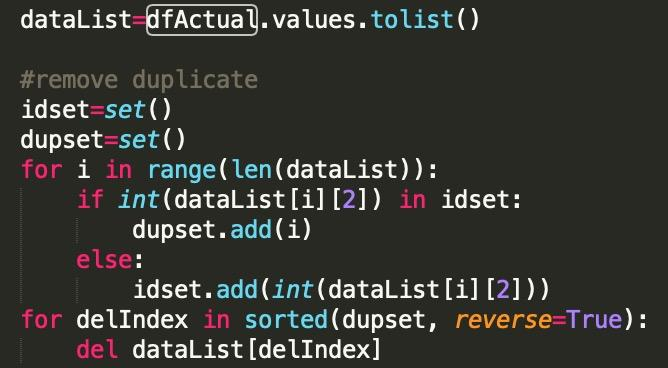 dataList=dfActual.values.tolist()
#remove duplicate
idset=set()
dupset=set()
for i in range(len(dataList)):
    if int(dataList[i][2]) in idset:
        dupset.add(i)
    else:
        idset.add(int(dataList[i][2]))
for delIndex in sorted(dupset, reverse=True):
    del dataList[delIndex]